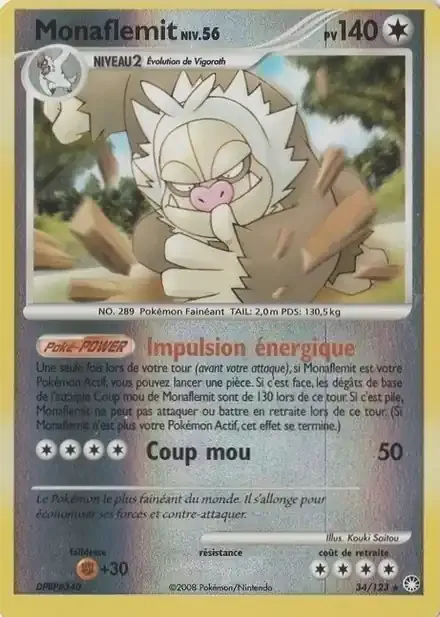 Monaflemit NIV.56 PV 140
NIVEAU2 Évolution de Vigoroth
NO. 289 Pokémon Fainéant TAIL: 2,0 m PDS: 130,5 kg
Poké-POWER Impulsion énergique
Une seule fois lors de votre tour (avant votre attaque), si Monaflemit est votre
Pokémon Actif, vous pouvez lancer une pièce. Si c'est face, les dégâts de base
de l'attaque Coup mou de Monaflemit sont de 130 lors de ce tour. Si c'est pile,
Monaflemit ne peut pas attaquer ou battre en retraite lors de ce tour. (Si
Monaflemit n'est plus votre Pokémon Actif, cet effet se termine.)
Coup mou 50
Le Pokémon le plus fainéant du monde. Il s'allonge pour
économiser ses forces et contre-attaquer.
Illus. Kouki Saitou
faiblesse résistance coût de retraite
+30
DPBP#340 ©2008 Pokémon/Nintendo 34/123